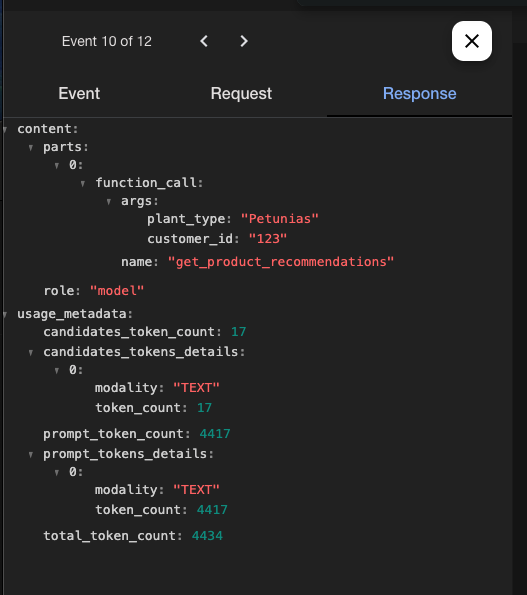 Event 10 of 12
Event Request Response
content:
parts:
0:
function_call:
args:
plant_type: "Petunias"
customer_id: "123"
name: "get_product_recommendations"
role: "model"
usage_metadata:
candidates_token_count: 17
candidates_tokens_details:
0:
modality: "TEXT"
token_count: 17
prompt_token_count: 4417
prompt_tokens_details:
0:
modality: "TEXT"
token_count: 4417
total_token_count: 4434